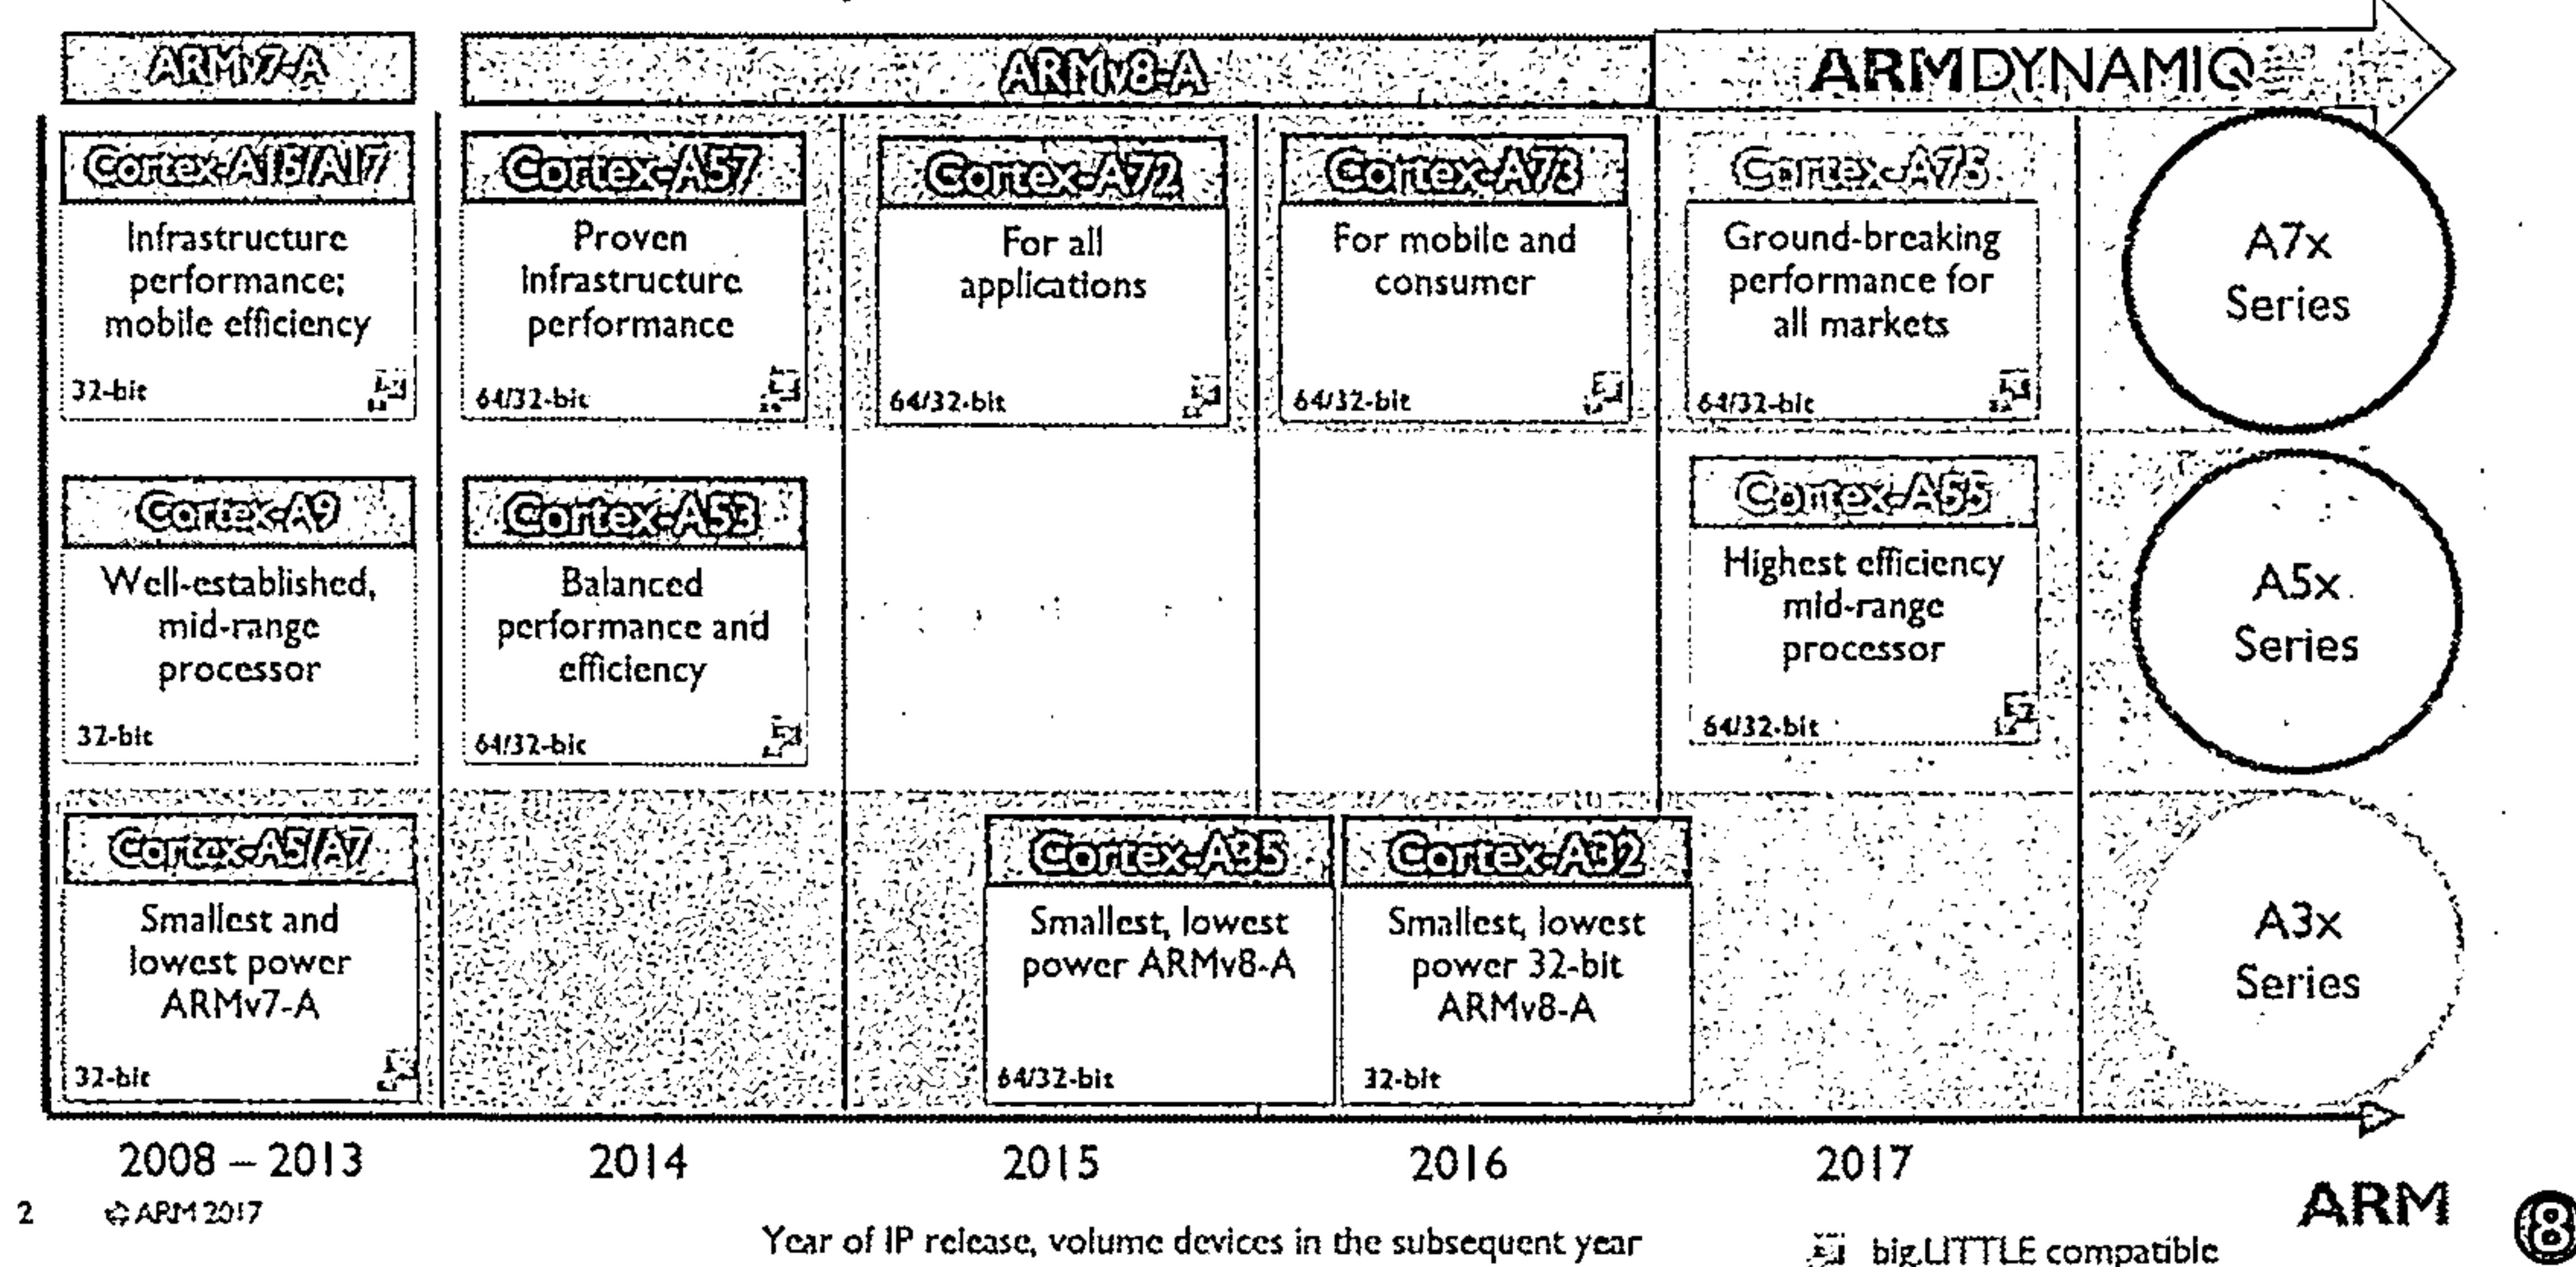 ARMv7-A
ARMv8-A
ARM DYNAMIQ
Cortex-A15/A17
Infrastructure
performance;
mobile efficiency
32-bit
Cortex-A57
Proven
infrastructure
performance
64/32-bit
Cortex-A72
For all
applications
64/32-bit
Cortex-A73
For mobile and
consumer
64/32-bit
Cortex-A75
Ground-breaking
performance for
all markets
64/32-bit
A7x
Series
Cortex-A9
Well-established,
mid-range
processor
32-bit
Cortex-A53
Balanced
performance and
efficiency
64/32-bit
Cortex-A55
Highest efficiency
mid-range
processor
64/32-bit
A5x
Series
Cortex-A5/A7
Smallest and
lowest power
ARMv7-A
32-bit
Cortex-A35
Smallest, lowest
power ARMv8-A
64/32-bit
Cortex-A32
Smallest, lowest
power 32-bit
ARMv8-A
32-bit
A3x
Series
2008 – 2013
2014
2015
2016
2017
2 © ARM 2017
Year of IP release, volume devices in the subsequent year
big.LITTLE compatible
ARM
8